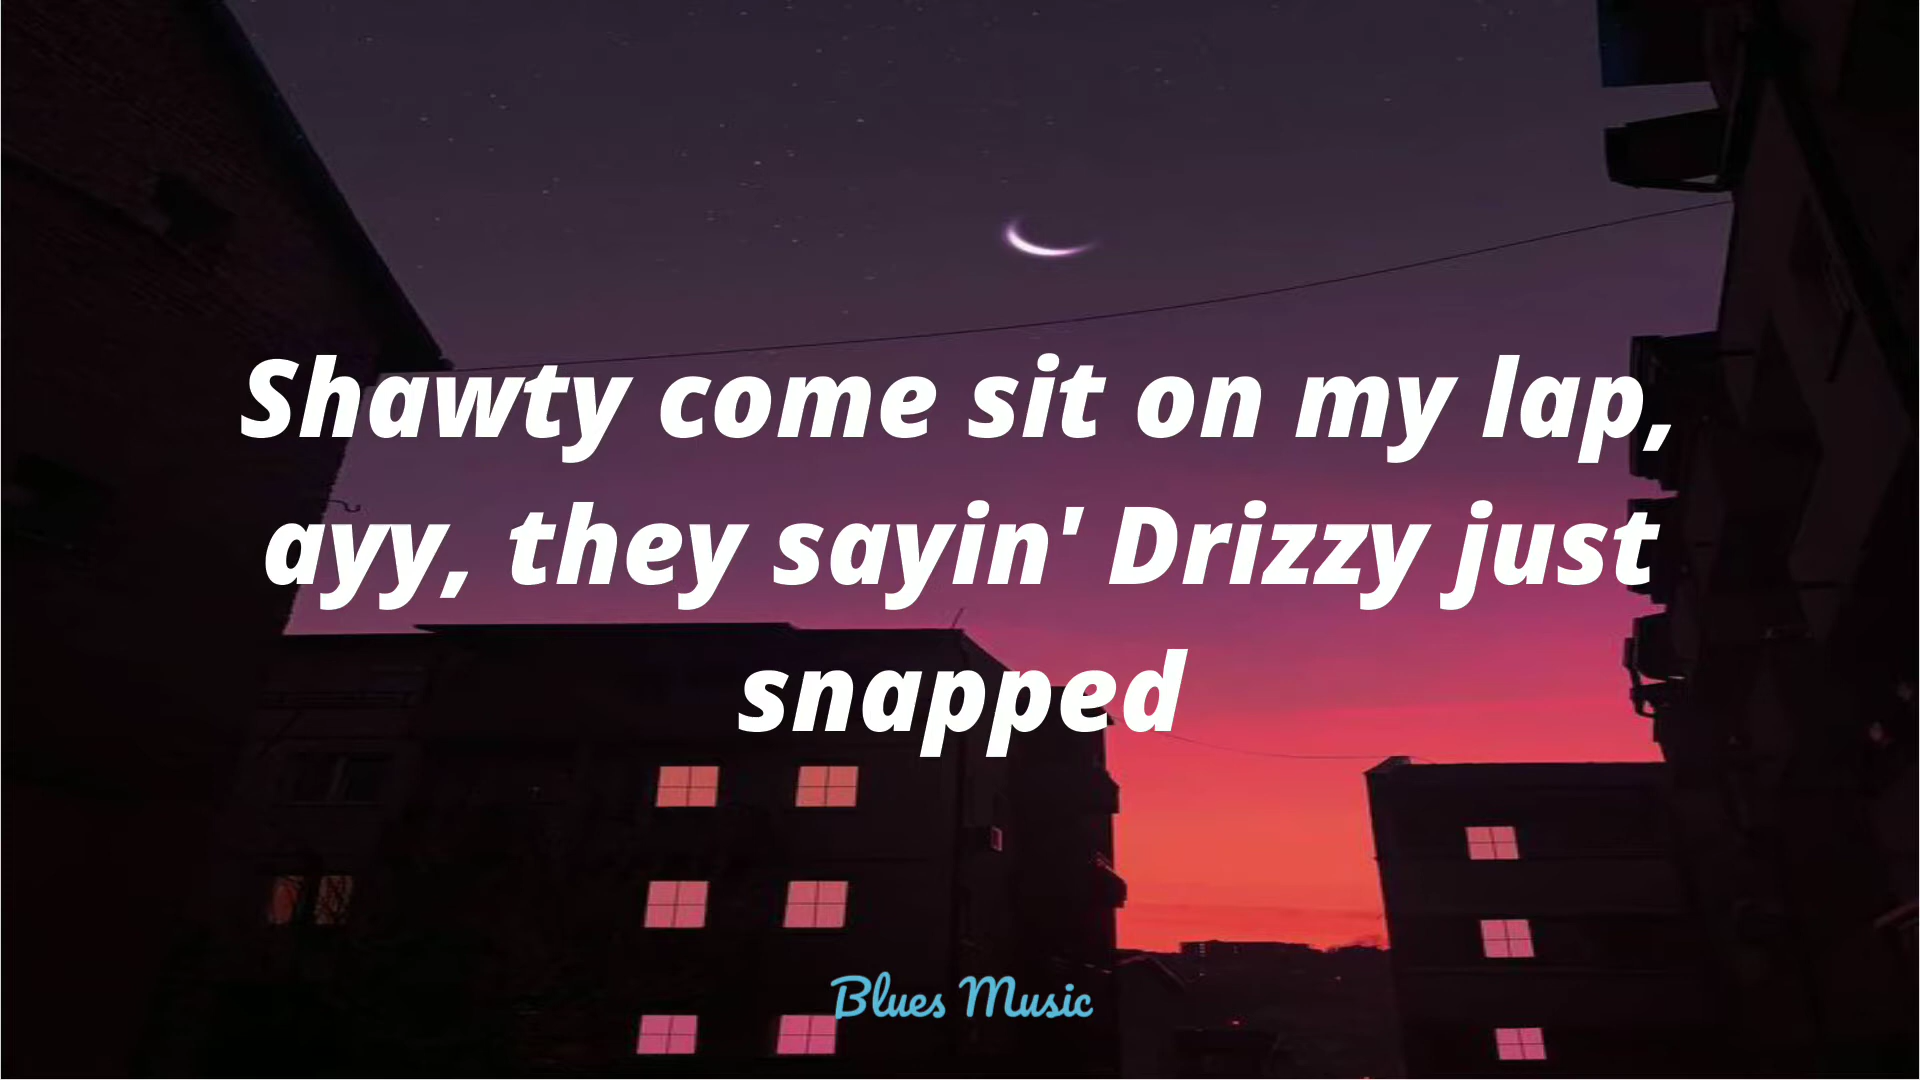 Shawty come sit on my lap,
ayy, they sayin' Drizzy just
snapped
Blues Music